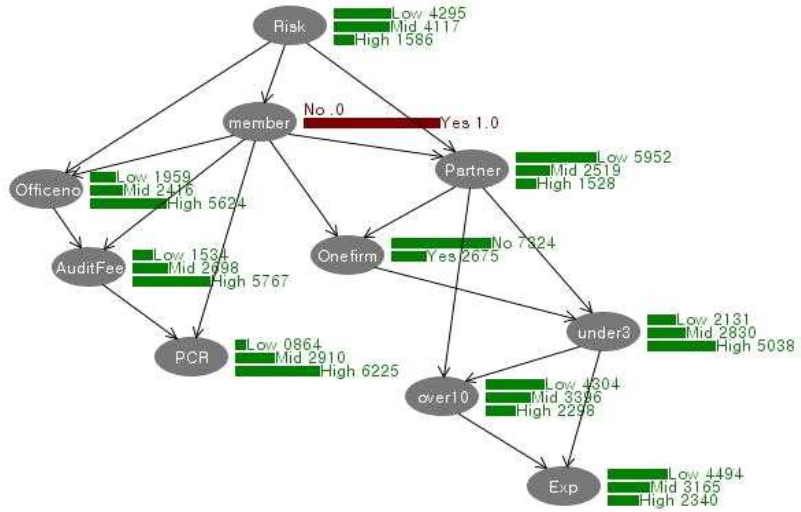 Risk
Low 4295
Mid 4117
High 1586
member
No .0
Yes 1.0
Partner
Low 5952
Mid 2519
High 1528
Officeno
Low 1959
Mid 2416
High 5624
Onefirm
No 7324
Yes 2675
AuditFee
Low 1534
Mid 2698
High 5767
under3
Low 2131
Mid 2830
High 5038
PCR
Low 0864
Mid 2910
High 6225
over10
Low 4304
Mid 3396
High 2298
Exp
Low 4494
Mid 3165
High 2340